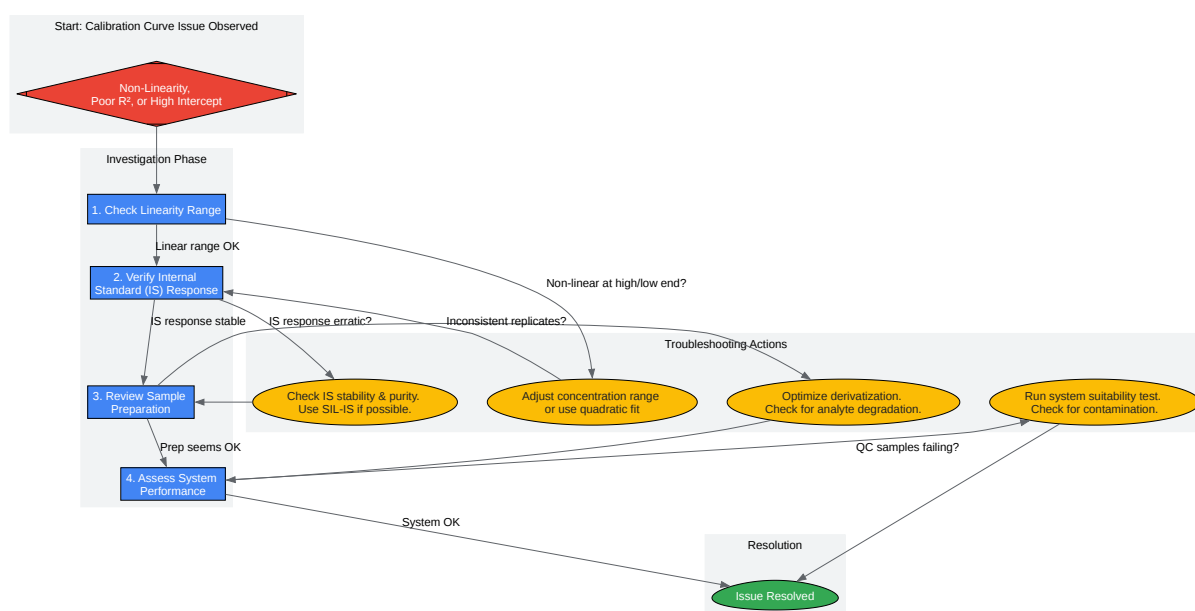 Start: Calibration Curve Issue Observed
Non-Linearity,
Poor R², or High Intercept
Investigation Phase
1. Check Linearity Range
Linear range OK
2. Verify Internal
Standard (IS) Response
Non-linear at high/low end?
IS response stable
IS response erratic?
Inconsistent replicates?
Troubleshooting Actions
3. Review Sample
Preparation
Check IS stability & purity.
Use SIL-IS if possible.
Adjust concentration range
or use quadratic fit
Optimize derivatization.
Check for analyte degradation.
Run system suitability test.
Check for contamination.
Prep seems OK
QC samples failing?
4. Assess System
Performance
System OK
Resolution
Issue Resolved